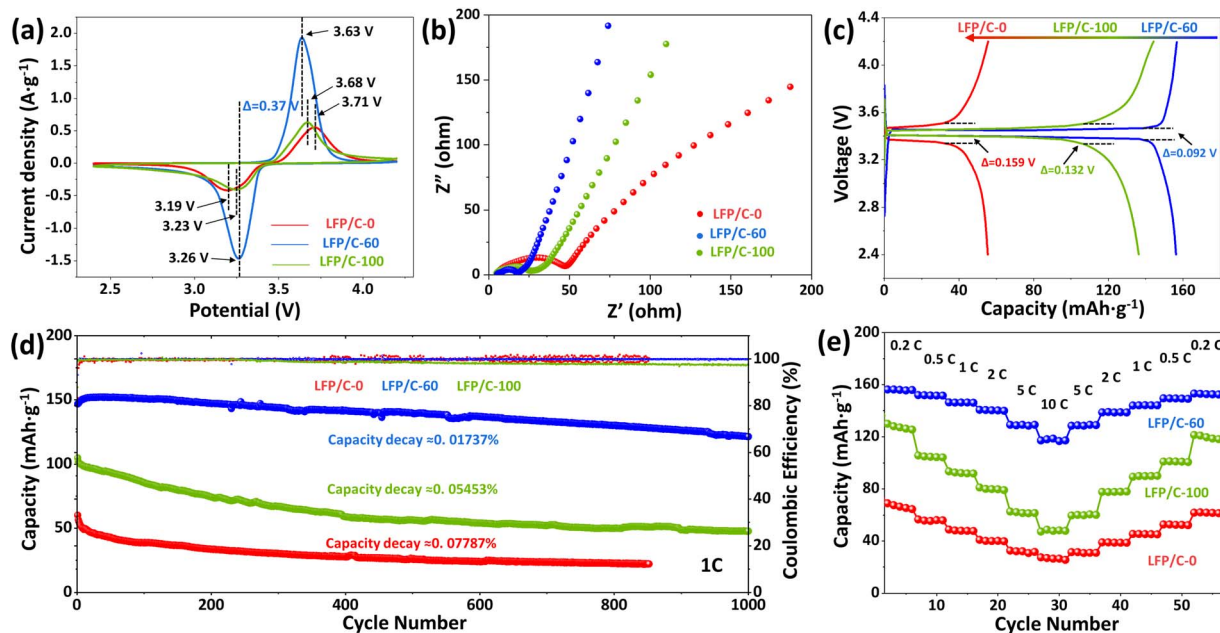 (a)
Current density (A·g⁻¹)
2.0
1.5
1.0
0.5
0.0
-0.5
-1.0
-1.5
3.63 V
3.68 V
3.71 V
Δ=0.37 V
3.19 V
3.23 V
3.26 V
LFP/C-0
LFP/C-60
LFP/C-100
2.4 3.0 3.6 4.2
Potential (V)
(b)
Z'' (ohm)
200
150
100
50
0
LFP/C-0
LFP/C-60
LFP/C-100
0 50 100 150 200
Z' (ohm)
(c)
Voltage (V)
4.4
4.0
3.6
3.2
2.8
2.4
LFP/C-0 LFP/C-100 LFP/C-60
Δ=0.159 V
Δ=0.132 V
Δ=0.092 V
0 40 80 120 160
Capacity (mAh·g⁻¹)
(d)
Capacity (mAh·g⁻¹)
200
150
100
50
0
LFP/C-0 LFP/C-60 LFP/C-100
Capacity decay ≈0. 01737%
Capacity decay ≈0. 05453%
Capacity decay ≈0. 07787%
1C
100
80
60
40
20
0
Coulombic Efficiency (%)
0 200 400 600 800 1000
Cycle Number
(e)
Capacity (mAh·g⁻¹)
200
160
120
80
40
0
0.2 C
0.5 C
1 C
2 C
5 C
10 C
5 C
2 C
1 C
0.5 C
0.2 C
LFP/C-60
LFP/C-100
LFP/C-0
10 20 30 40 50
Cycle Number